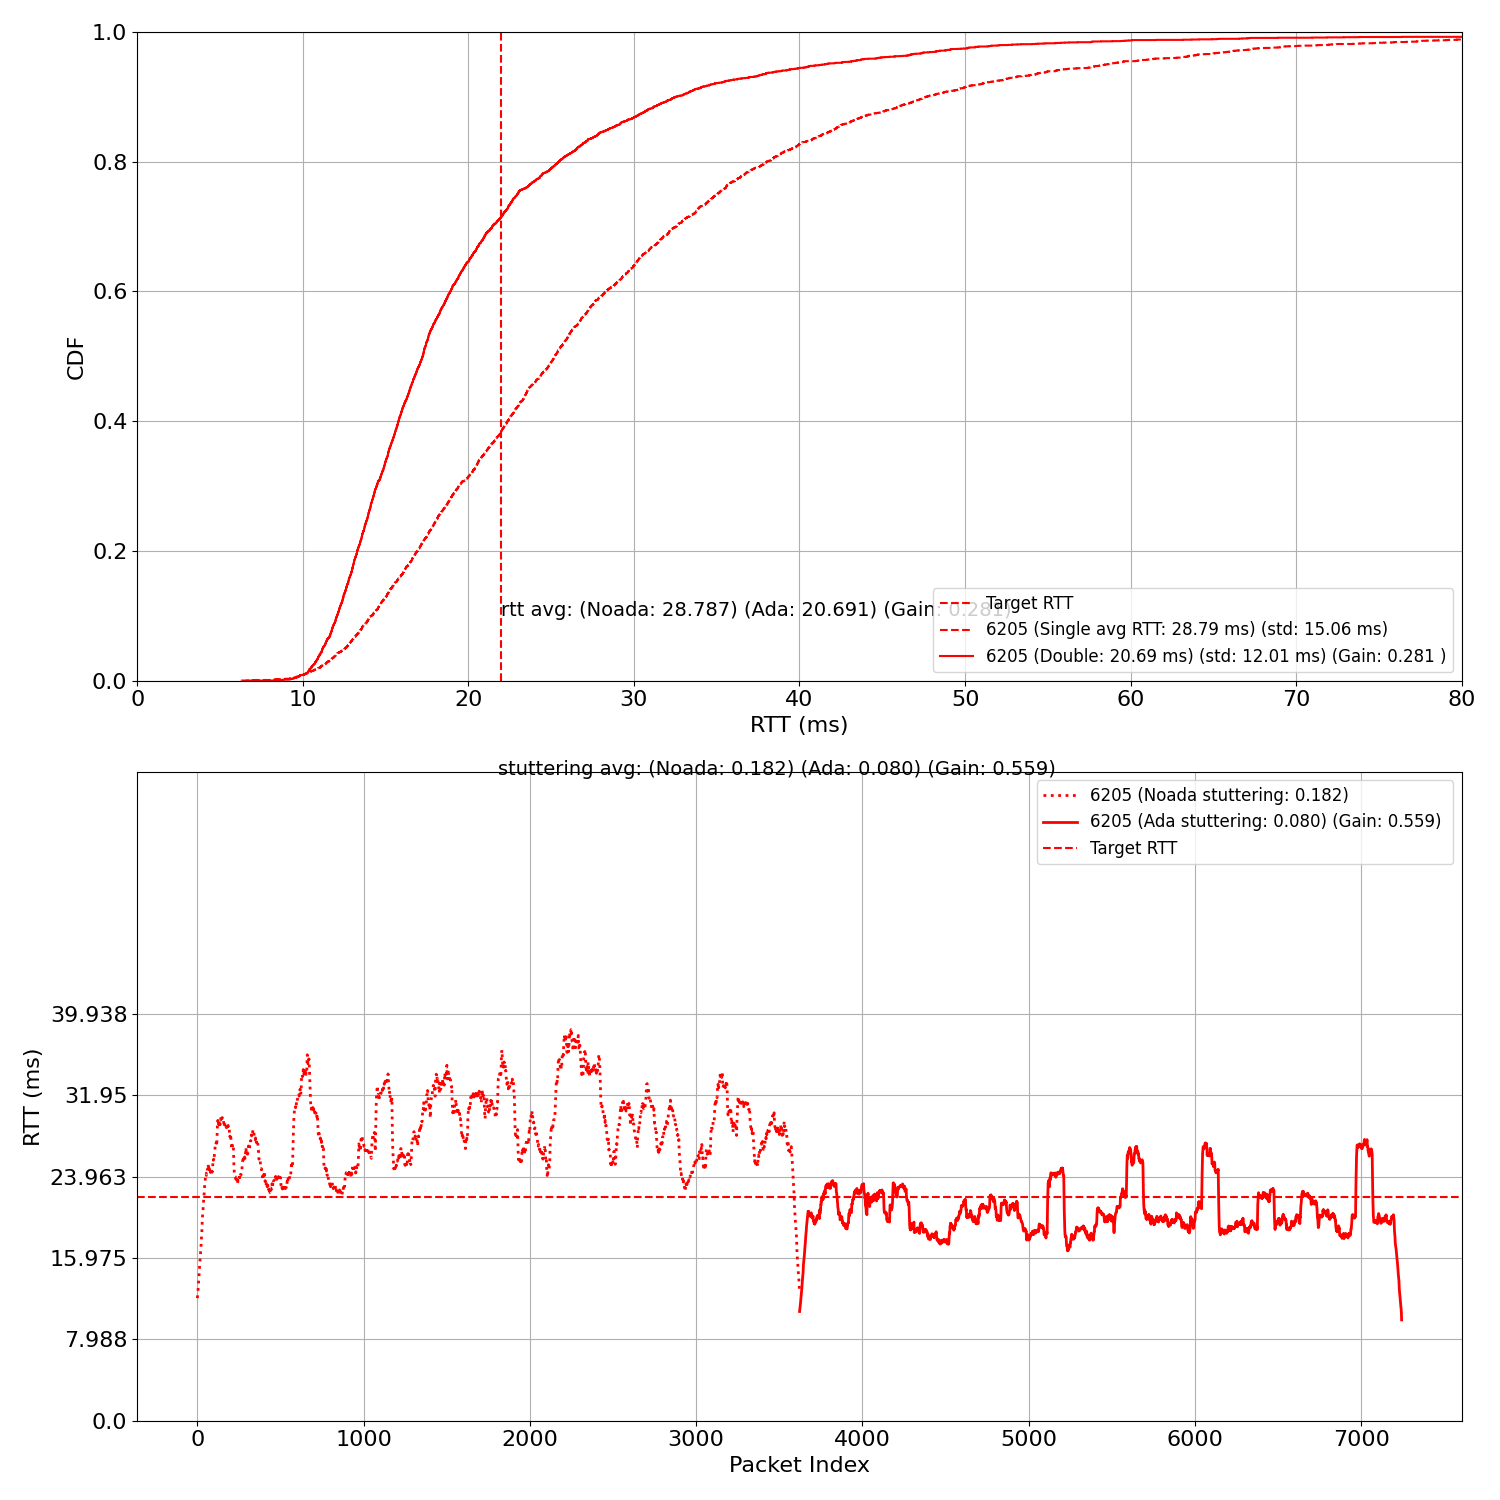 1.0
0.8
0.6
0.4
0.2
0.0
CDF
rtt avg: (Noada: 28.787) (Ada: 20.691) (Gain: 0.281)
Target RTT
6205 (Single avg RTT: 28.79 ms) (std: 15.06 ms)
6205 (Double: 20.69 ms) (std: 12.01 ms) (Gain: 0.281 )
0 10 20 30 40 50 60 70 80
RTT (ms)
stuttering avg: (Noada: 0.182) (Ada: 0.080) (Gain: 0.559)
6205 (Noada stuttering: 0.182)
6205 (Ada stuttering: 0.080) (Gain: 0.559)
Target RTT
39.938
31.95
23.963
15.975
7.988
0.0
RTT (ms)
0 1000 2000 3000 4000 5000 6000 7000
Packet Index